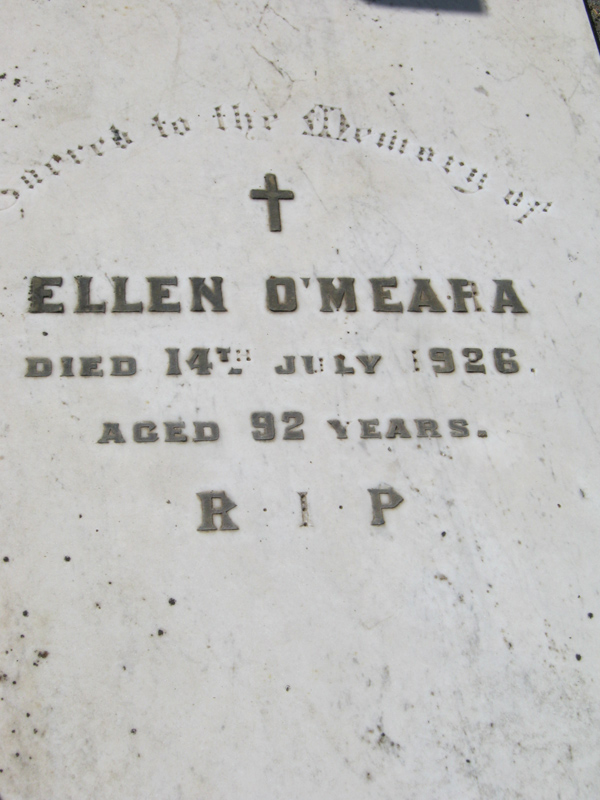 Sacred to the Memory of
ELLEN O'MEARA
DIED 14TH JULY 1926.
AGED 92 YEARS.
R I P